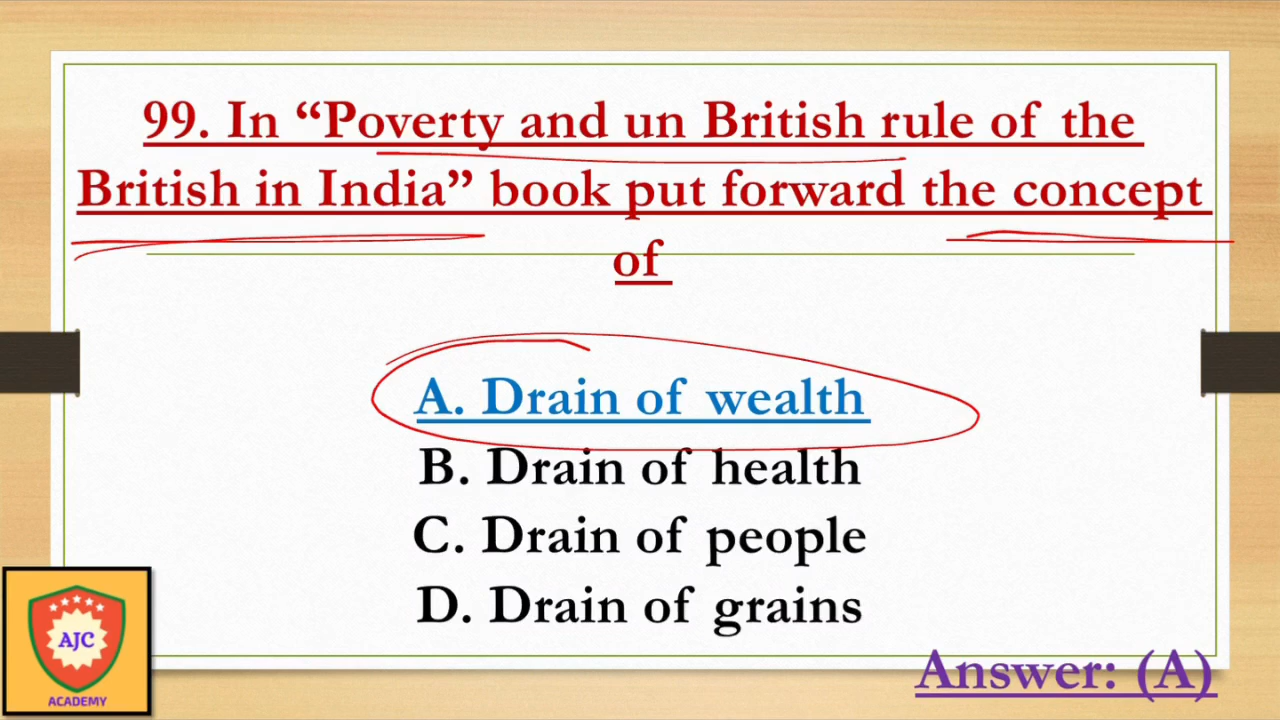 99. In “Poverty and un British rule of the
British in India” book put forward the concept
of
A. Drain of wealth
B. Drain of health
C. Drain of people
D. Drain of grains
Answer: (A)
AJC
ACADEMY